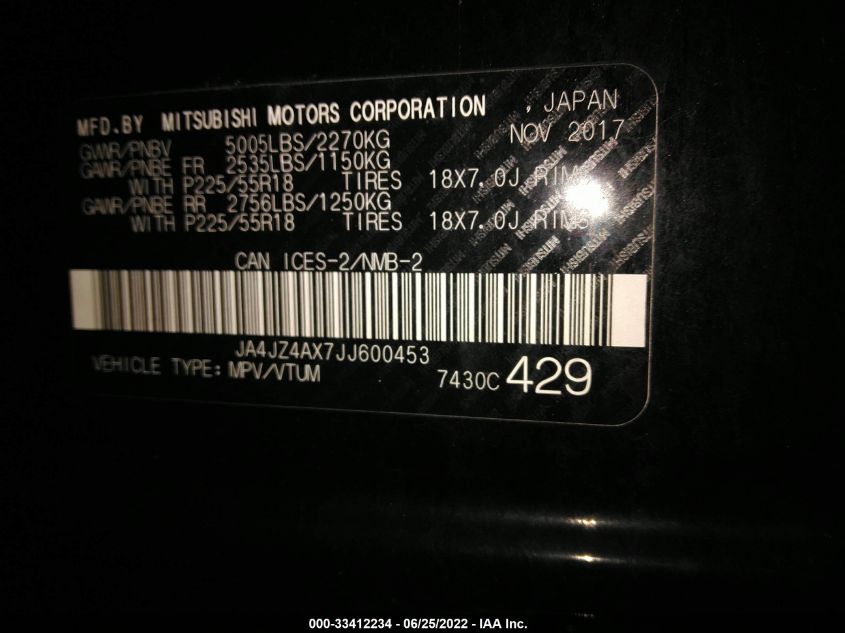 MFD.BY MITSUBISHI MOTORS CORPORATION , JAPAN
NOV 2017
GVWR/PNBV 5005LBS/2270KG
GAWR/PNBE FR 2535LBS/1150KG
WITH P225/55R18 TIRES 18X7.0J RIMS
GAWR/PNBE RR 2756LBS/1250KG
WITH P225/55R18 TIRES 18X7.0J RIMS
CAN ICES-2/NMB-2
JA4JZ4AX7JJ600453
VEHICLE TYPE: MPV/VTUM
7430C 429
000-33412234 - 06/25/2022 - IAA Inc.